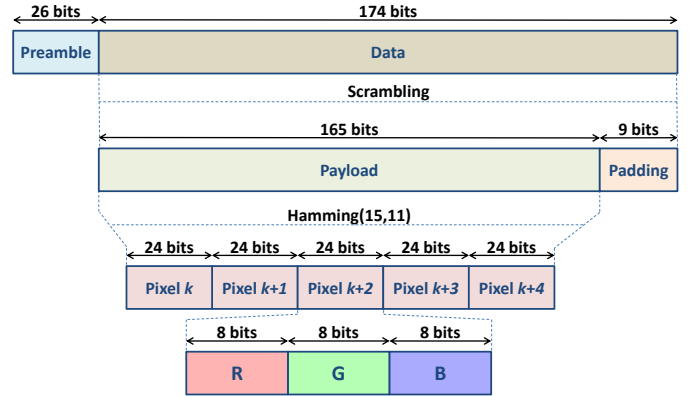 26 bits 174 bits
Preamble Data
Scrambling
165 bits 9 bits
Payload Padding
Hamming(15,11)
24 bits 24 bits 24 bits 24 bits 24 bits
Pixel k Pixel k+1 Pixel k+2 Pixel k+3 Pixel k+4
8 bits 8 bits 8 bits
R G B